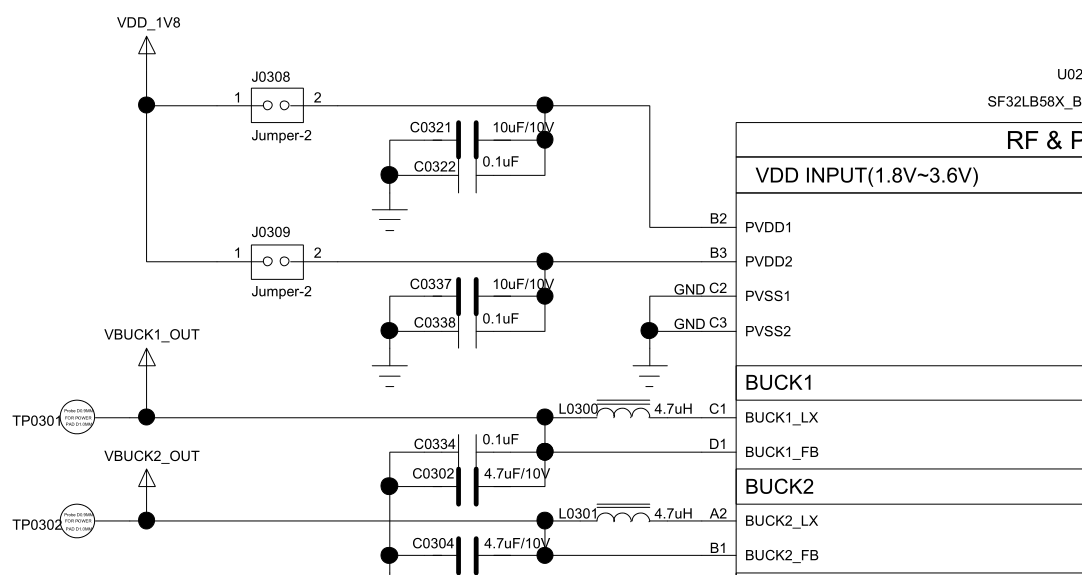 VDD_1V8
U02
J0308
1
2
SF32LB58X_B
Jumper-2
C0321
10uF/10V
RF & P
C0322
0.1uF
VDD INPUT(1.8V~3.6V)
B2
PVDD1
J0309
1
2
B3
PVDD2
Jumper-2
C0337
10uF/10V
GND C2
PVSS1
C0338
0.1uF
GND C3
PVSS2
VBUCK1_OUT
BUCK1
TP0301
Probe D0.9MM
FOR POWER
PAD D1.0MM
L0300
4.7uH
C1
BUCK1_LX
C0334
0.1uF
D1
BUCK1_FB
VBUCK2_OUT
C0302
4.7uF/10V
BUCK2
TP0302
Probe D0.9MM
FOR POWER
PAD D1.0MM
L0301
4.7uH
A2
BUCK2_LX
C0304
4.7uF/10V
B1
BUCK2_FB